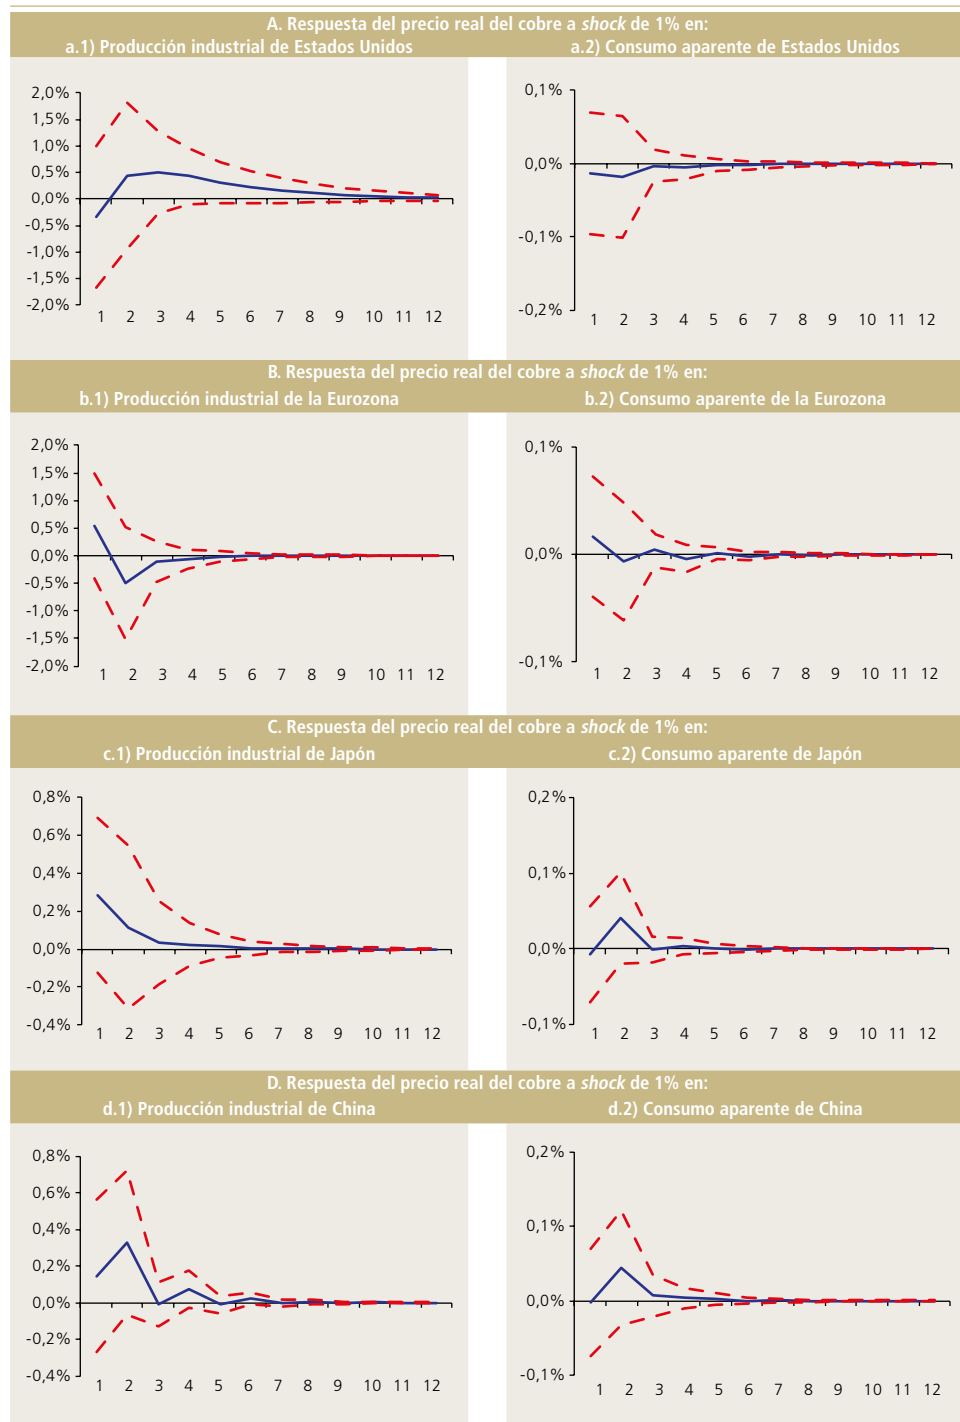 A. Respuesta del precio real del cobre a shock de 1% en:
a.1) Producción industrial de Estados Unidos
a.2) Consumo aparente de Estados Unidos
2,0%
1,5%
1,0%
0,5%
0,0%
-0,5%
-1,0%
-1,5%
-2,0%
1 2 3 4 5 6 7 8 9 10 11 12
0,1%
0,0%
-0,1%
-0,2%
1 2 3 4 5 6 7 8 9 10 11 12
B. Respuesta del precio real del cobre a shock de 1% en:
b.1) Producción industrial de la Eurozona
b.2) Consumo aparente de la Eurozona
2,0%
1,5%
1,0%
0,5%
0,0%
-0,5%
-1,0%
-1,5%
-2,0%
1 2 3 4 5 6 7 8 9 10 11 12
0,1%
0,0%
-0,1%
1 2 3 4 5 6 7 8 9 10 11 12
C. Respuesta del precio real del cobre a shock de 1% en:
c.1) Producción industrial de Japón
c.2) Consumo aparente de Japón
0,8%
0,6%
0,4%
0,2%
0,0%
-0,2%
-0,4%
1 2 3 4 5 6 7 8 9 10 11 12
0,2%
0,1%
0,0%
-0,1%
1 2 3 4 5 6 7 8 9 10 11 12
D. Respuesta del precio real del cobre a shock de 1% en:
d.1) Producción industrial de China
d.2) Consumo aparente de China
0,8%
0,6%
0,4%
0,2%
0,0%
-0,2%
-0,4%
1 2 3 4 5 6 7 8 9 10 11 12
0,2%
0,1%
0,0%
-0,1%
1 2 3 4 5 6 7 8 9 10 11 12